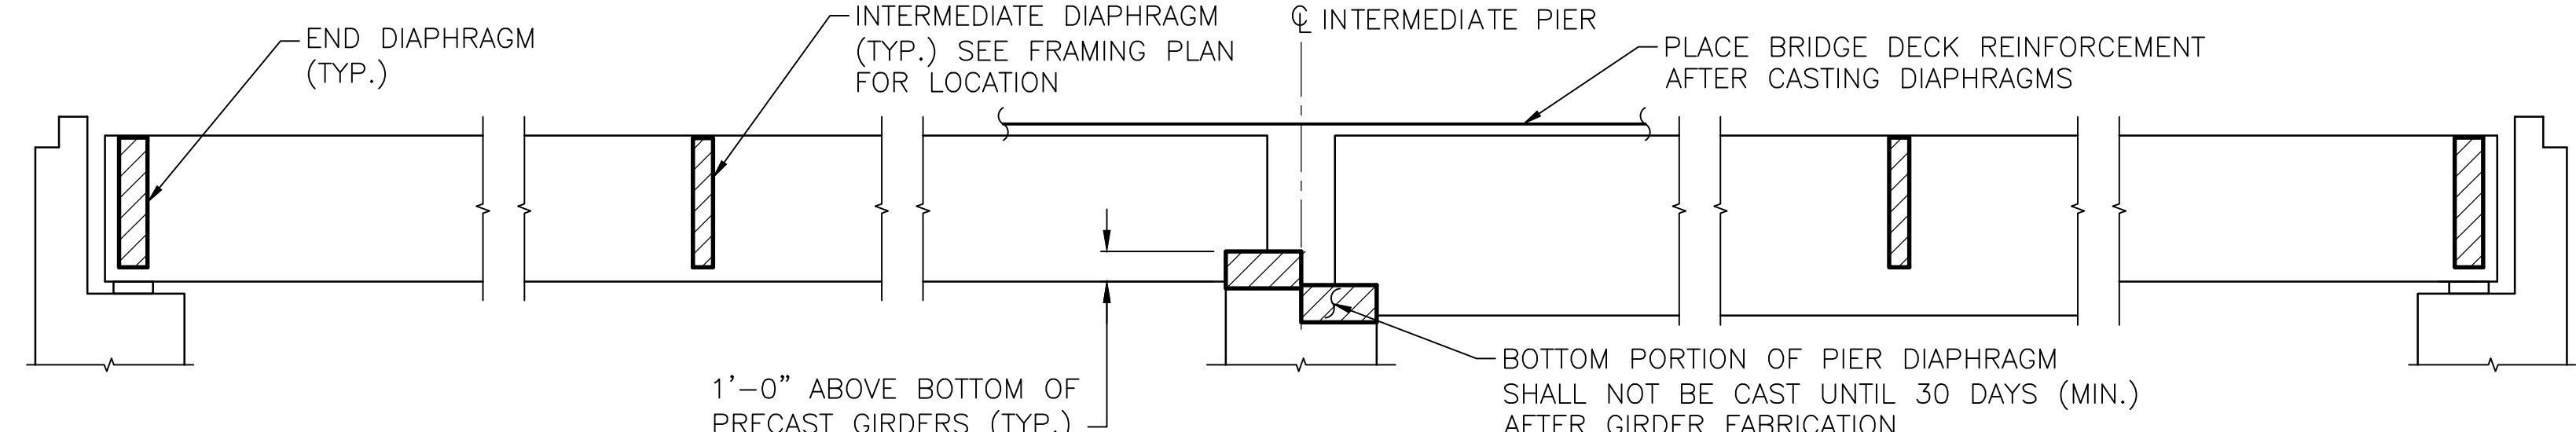 END DIAPHRAGM
(TYP.)
INTERMEDIATE DIAPHRAGM
(TYP.) SEE FRAMING PLAN
FOR LOCATION
℄ INTERMEDIATE PIER
PLACE BRIDGE DECK REINFORCEMENT
AFTER CASTING DIAPHRAGMS
1'-0" ABOVE BOTTOM OF
PRECAST GIRDERS (TYP.)
BOTTOM PORTION OF PIER DIAPHRAGM
SHALL NOT BE CAST UNTIL 30 DAYS (MIN.)
AFTER GIRDER FABRICATION